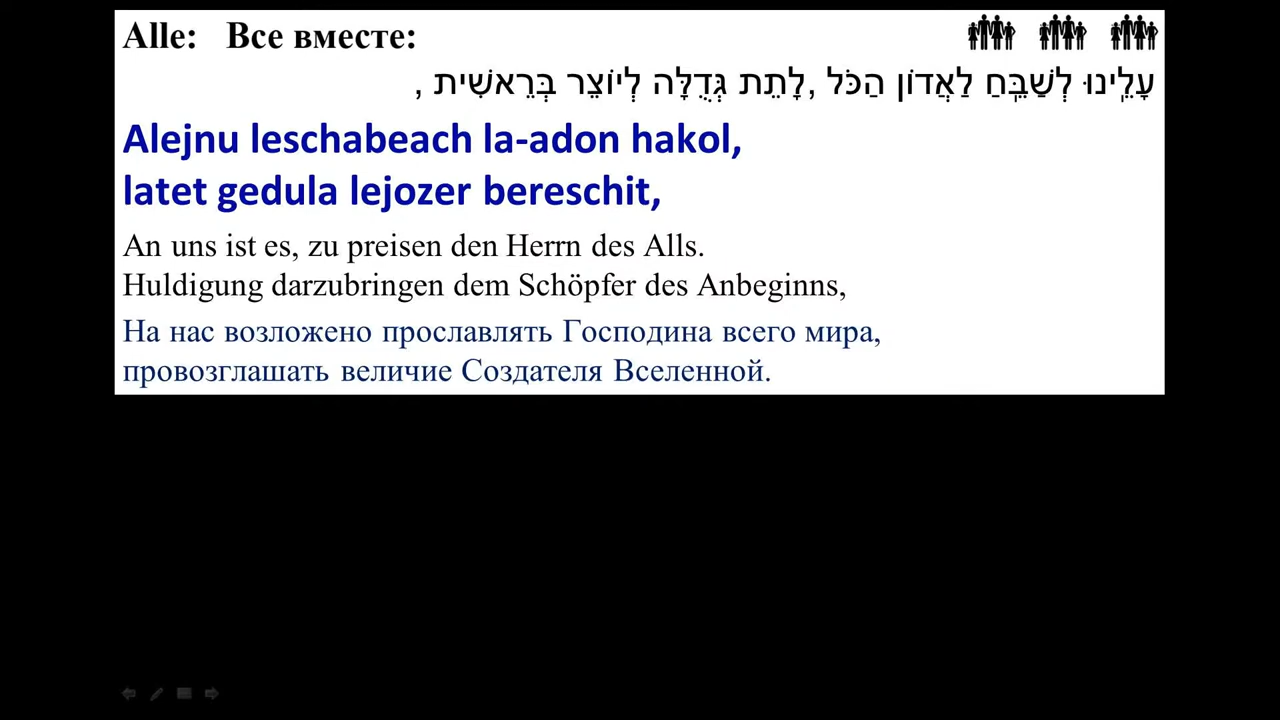 Alle: Все вместе:
עָלֵֽינוּ לְשַׁבֵּֽחַ לַאֲדוֹן הַכֹּל ,לָתֵת גְּדֻלָּה לְיוֹצֵר בְּרֵאשִׁית ,
Alejnu leschabeach la-adon hakol,
latet gedula lejozer bereschit,
An uns ist es, zu preisen den Herrn des Alls.
Huldigung darzubringen dem Schöpfer des Anbeginns,
На нас возложено прославлять Господина всего мира,
провозглашать величие Создателя Вселенной.